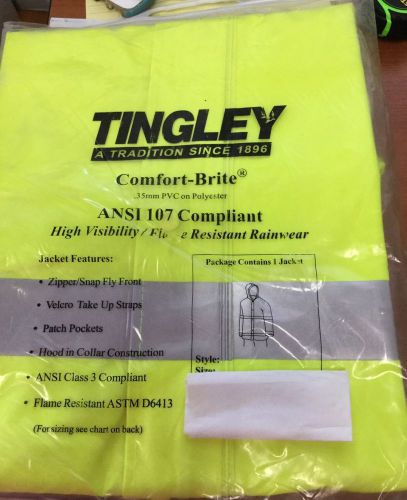 TINGLEY
A TRADITION SINCE 1896
Comfort-Brite®
.35mm PVC on Polyester
ANSI 107 Compliant
High Visibility / Flame Resistant Rainwear
Jacket Features:
• Zipper/Snap Fly Front
• Velcro Take Up Straps
• Patch Pockets
• Hood in Collar Construction
• ANSI Class 3 Compliant
• Flame Resistant ASTM D6413
(For sizing see chart on back)
Package Contains 1 Jacket
Style:
Size: